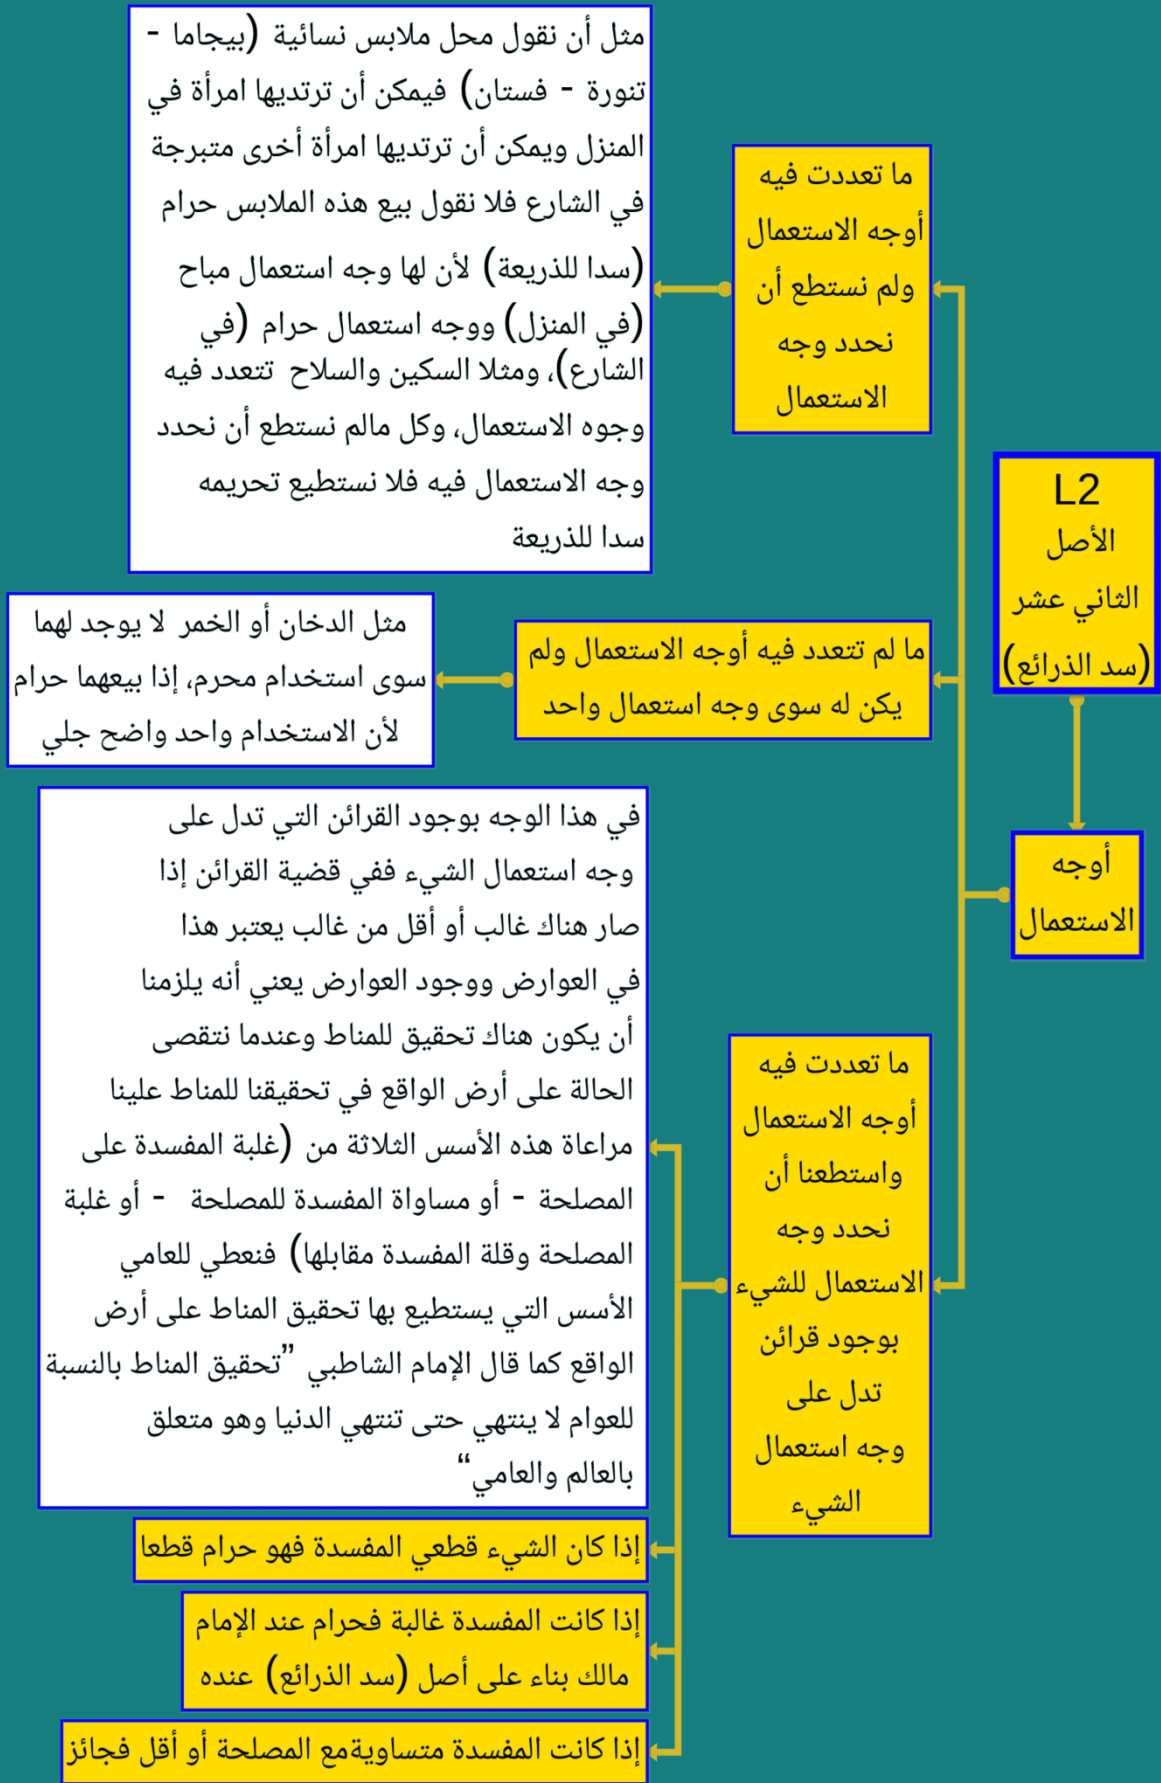 L2
الأصل
الثاني عشر
(سد الذرائع)
أوجه
الاستعمال
ما تعددت فيه
أوجه الاستعمال
ولم نستطع أن
نحدد وجه
الاستعمال
مثل أن نقول محل ملابس نسائية (بيجاما -
تنورة - فستان) فيمكن أن ترتديها امرأة في
المنزل ويمكن أن ترتديها امرأة أخرى متبرجة
في الشارع فلا نقول بيع هذه الملابس حرام
(سدا للذريعة) لأن لها وجه استعمال مباح
(في المنزل) ووجه استعمال حرام (في
الشارع)، ومثلا السكين والسلاح تتعدد فيه
وجوه الاستعمال، وكل مالم نستطع أن نحدد
وجه الاستعمال فيه فلا نستطيع تحريمه
سدا للذريعة
ما لم تتعدد فيه أوجه الاستعمال ولم
يكن له سوى وجه استعمال واحد
مثل الدخان أو الخمر لا يوجد لهما
سوى استخدام محرم، إذا بيعهما حرام
لأن الاستخدام واحد واضح جلي
ما تعددت فيه
أوجه الاستعمال
واستطعنا أن
نحدد وجه
الاستعمال للشيء
بوجود قرائن
تدل على
وجه استعمال
الشيء
في هذا الوجه بوجود القرائن التي تدل على
وجه استعمال الشيء ففي قضية القرائن إذا
صار هناك غالب أو أقل من غالب يعتبر هذا
في العوارض ووجود العوارض يعني أنه يلزمنا
أن يكون هناك تحقيق للمناط وعندما نتقصى
الحالة على أرض الواقع في تحقيقنا للمناط علينا
مراعاة هذه الأسس الثلاثة من (غلبة المفسدة على
المصلحة - أو مساواة المفسدة للمصلحة - أو غلبة
المصلحة وقلة المفسدة مقابلها) فنعطي للعامي
الأسس التي يستطيع بها تحقيق المناط على أرض
الواقع كما قال الإمام الشاطبي ”تحقيق المناط بالنسبة
للعوام لا ينتهي حتى تنتهي الدنيا وهو متعلق
بالعالم والعامي“
إذا كان الشيء قطعي المفسدة فهو حرام قطعا
إذا كانت المفسدة غالبة فحرام عند الإمام
مالك بناء على أصل (سد الذرائع) عنده
إذا كانت المفسدة متساويةمع المصلحة أو أقل فجائز